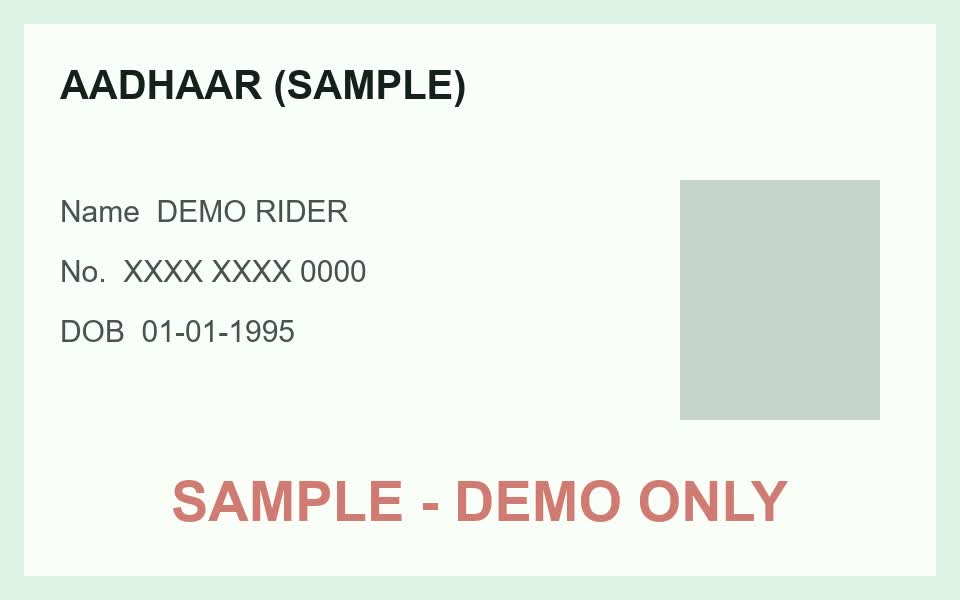 AADHAAR (SAMPLE)
Name DEMO RIDER
No. XXXX XXXX 0000
DOB 01-01-1995
SAMPLE - DEMO ONLY